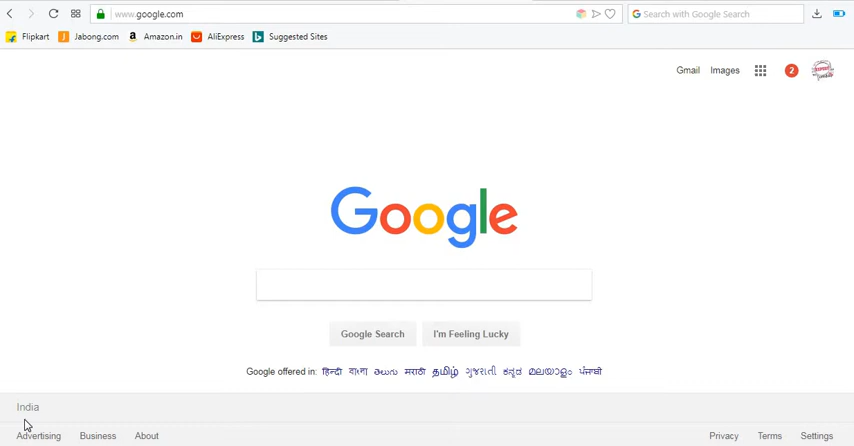 www.google.com
Search with Google Search
Flipkart Jabong.com Amazon.in AliExpress Suggested Sites
Gmail Images 2
Google
Google Search I'm Feeling Lucky
Google offered in: हिन्दी বাংলা తెలుగు मराठी தமிழ் ગુજરાતી ಕನ್ನಡ മലയാളം ਪੰਜਾਬੀ
India
Advertising Business About Privacy Terms Settings